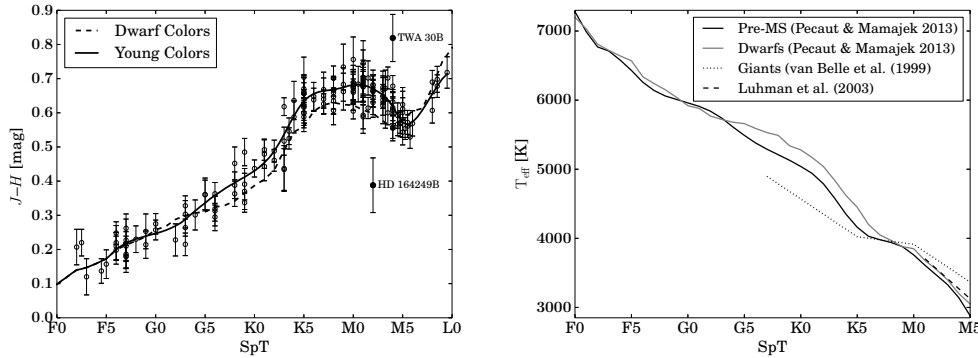 Dwarf Colors
Young Colors
TWA 30B
HD 164249B
J−H [mag]
0.9
0.8
0.7
0.6
0.5
0.4
0.3
0.2
0.1
0.0
F0 F5 G0 G5 K0 K5 M0 M5 L0
SpT
Pre-MS (Pecaut & Mamajek 2013)
Dwarfs (Pecaut & Mamajek 2013)
Giants (van Belle et al. (1999)
Luhman et al. (2003)
Teff [K]
7000
6000
5000
4000
3000
F0 F5 G0 G5 K0 K5 M0 M5
SpT